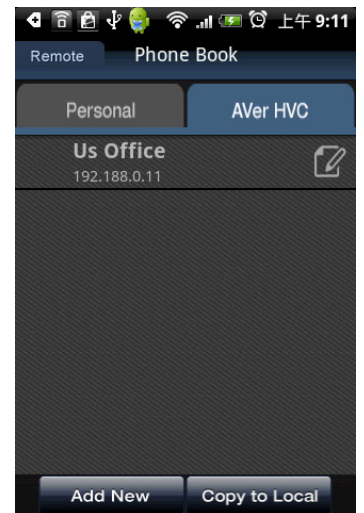 上午 9:11
Remote Phone Book
Personal AVer HVC
Us Office
192.188.0.11
Add New Copy to Local